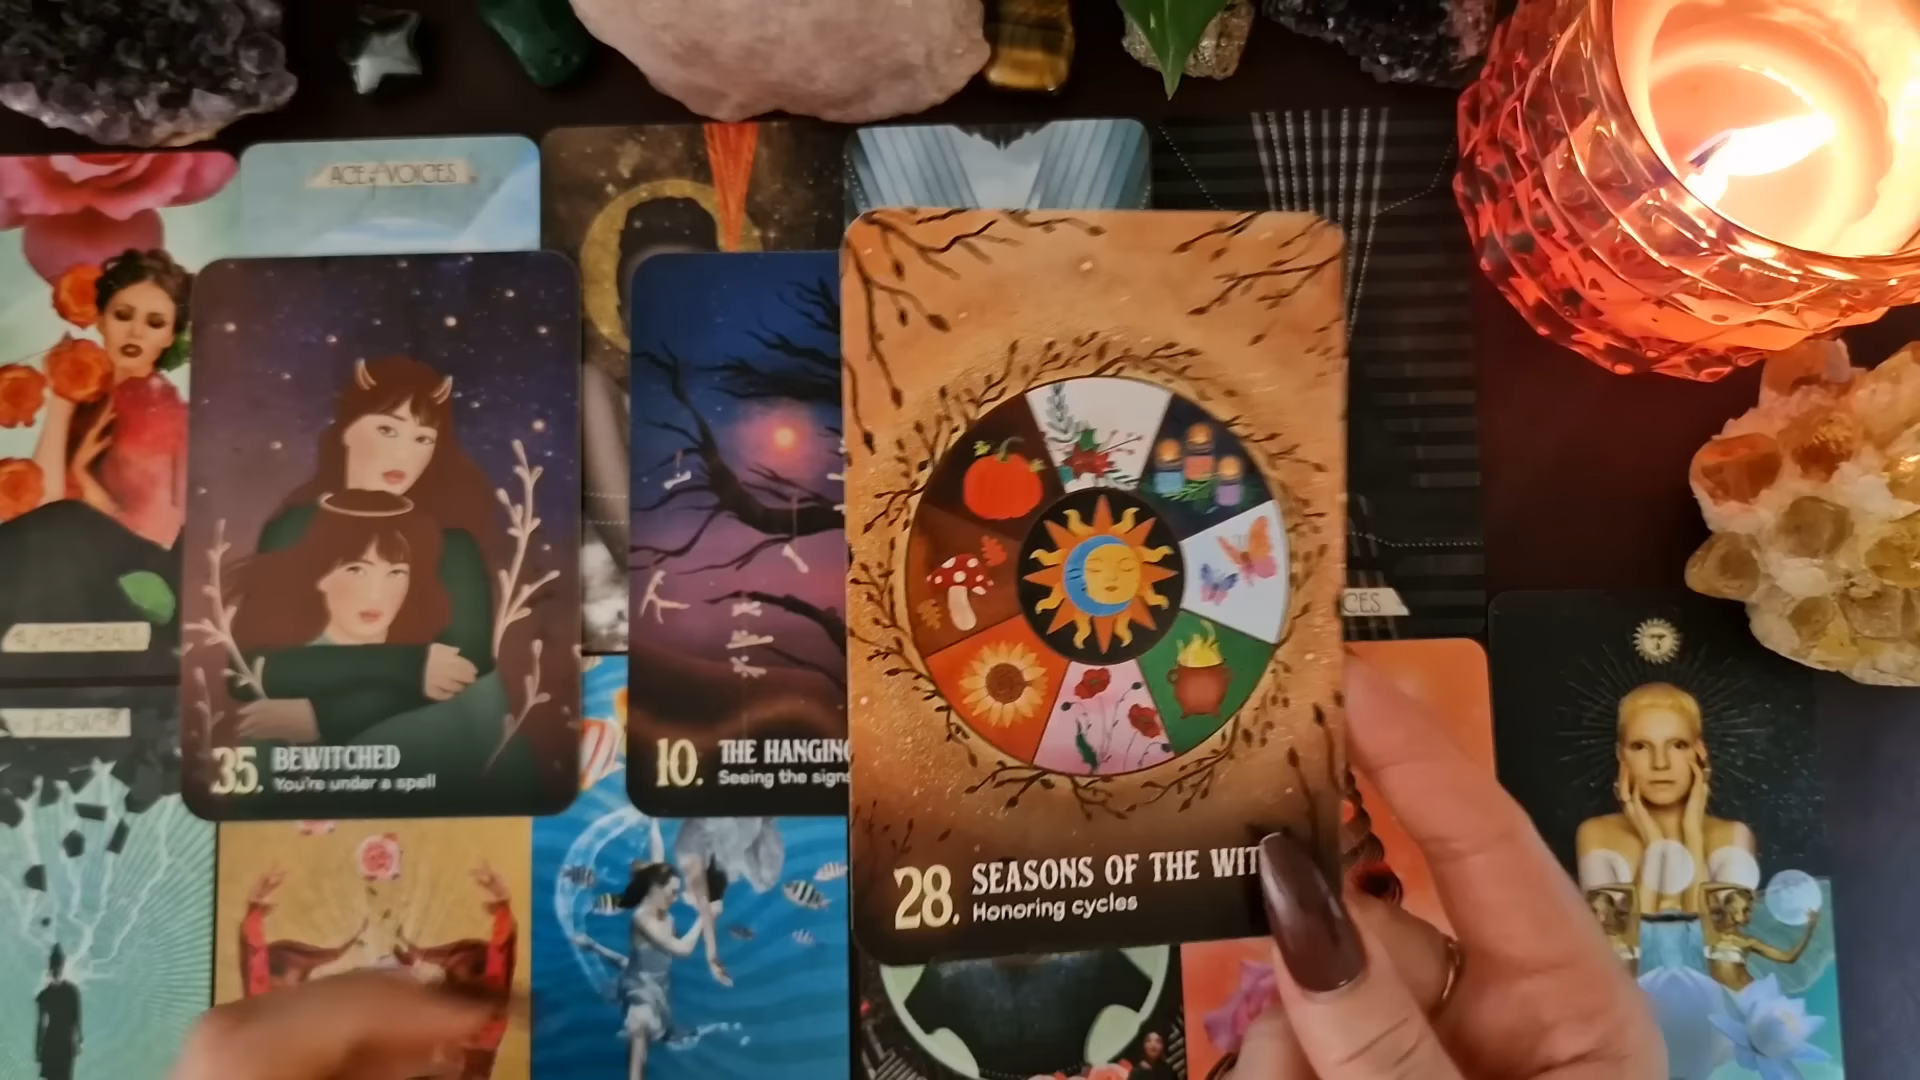 ACE of VOICES
CES
35. BEWITCHED
You're under a spell
10. THE HANGING
Seeing the signs
28. SEASONS OF THE WIT
Honoring cycles